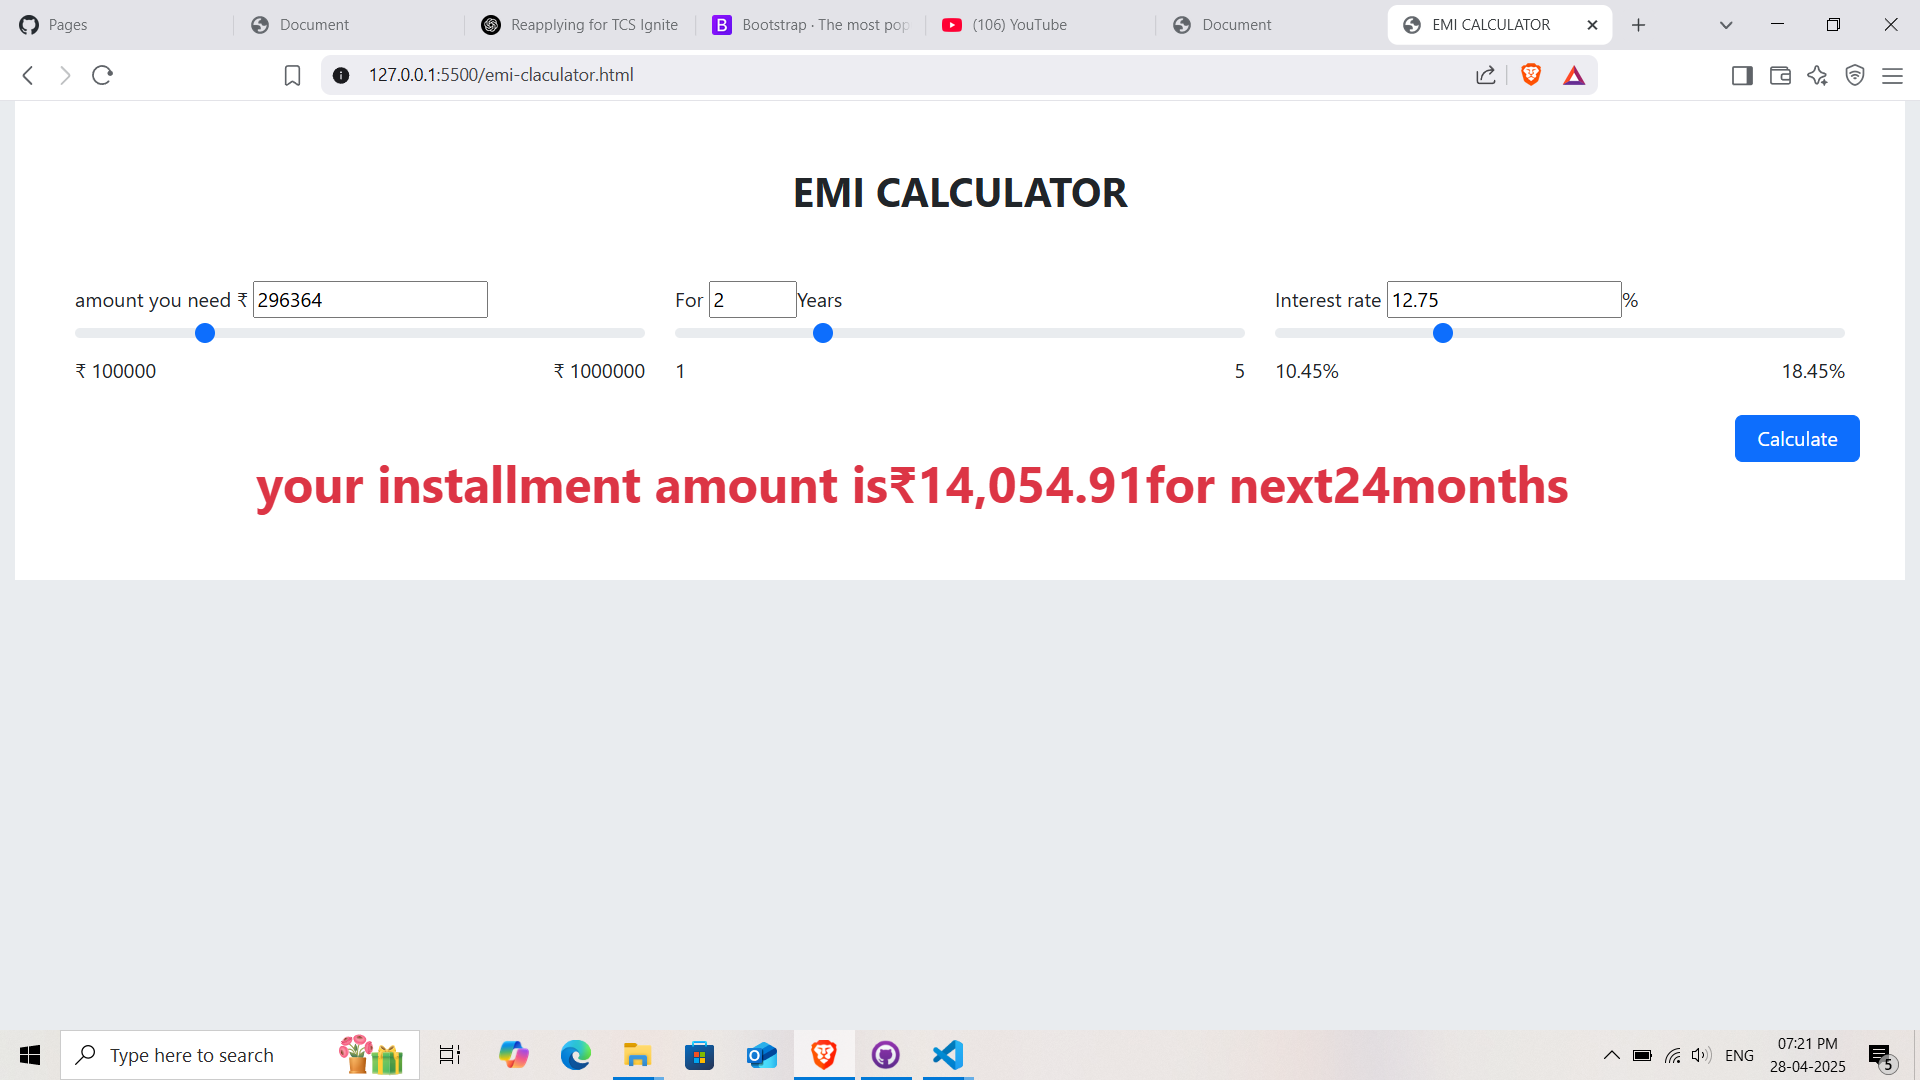 Pages
Document
Reapplying for TCS Ignite
B Bootstrap · The most pop
(106) YouTube
Document
EMI CALCULATOR
127.0.0.1:5500/emi-claculator.html
EMI CALCULATOR
amount you need ₹ 296364
For 2 Years
Interest rate 12.75 %
₹ 100000 ₹ 1000000
1 5
10.45% 18.45%
Calculate
your installment amount is₹14,054.91for next24months
Type here to search
ENG
07:21 PM
28-04-2025
5